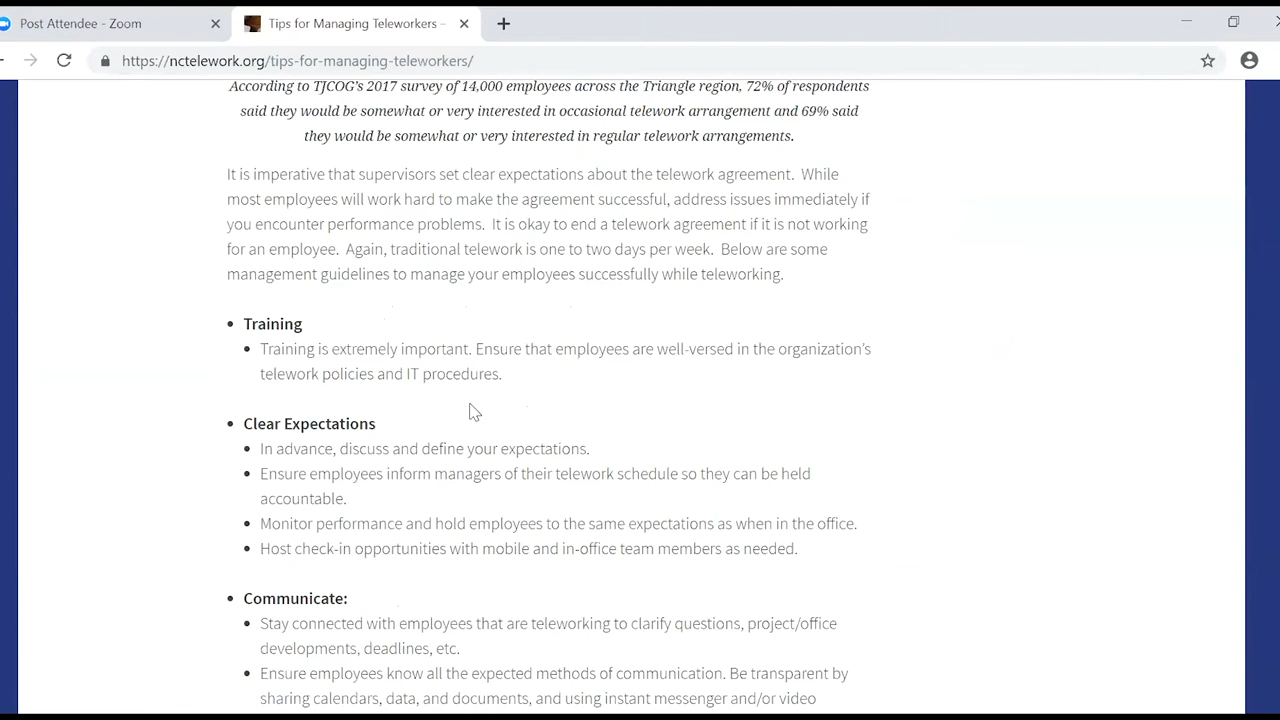 Post Attendee - Zoom
Tips for Managing Teleworkers –
https://nctelework.org/tips-for-managing-teleworkers/
According to TJCOG's 2017 survey of 14,000 employees across the Triangle region, 72% of respondents
said they would be somewhat or very interested in occasional telework arrangement and 69% said
they would be somewhat or very interested in regular telework arrangements.
It is imperative that supervisors set clear expectations about the telework agreement. While
most employees will work hard to make the agreement successful, address issues immediately if
you encounter performance problems. It is okay to end a telework agreement if it is not working
for an employee. Again, traditional telework is one to two days per week. Below are some
management guidelines to manage your employees successfully while teleworking.
• Training
• Training is extremely important. Ensure that employees are well-versed in the organization's
telework policies and IT procedures.
• Clear Expectations
• In advance, discuss and define your expectations.
• Ensure employees inform managers of their telework schedule so they can be held
accountable.
• Monitor performance and hold employees to the same expectations as when in the office.
• Host check-in opportunities with mobile and in-office team members as needed.
• Communicate:
• Stay connected with employees that are teleworking to clarify questions, project/office
developments, deadlines, etc.
• Ensure employees know all the expected methods of communication. Be transparent by
sharing calendars, data, and documents, and using instant messenger and/or video